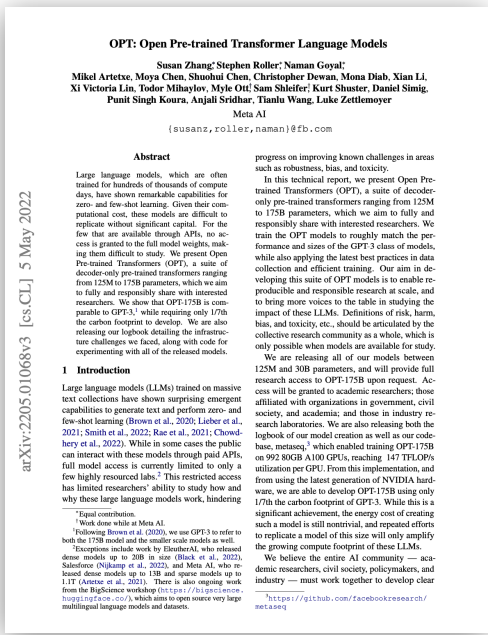 OPT: Open Pre-trained Transformer Language Models
Susan Zhang,* Stephen Roller,* Naman Goyal,*
Mikel Artetxe, Moya Chen, Shuohui Chen, Christopher Dewan, Mona Diab, Xian Li,
Xi Victoria Lin, Todor Mihaylov, Myle Ott,† Sam Shleifer,† Kurt Shuster, Daniel Simig,
Punit Singh Koura, Anjali Sridhar, Tianlu Wang, Luke Zettlemoyer
Meta AI
{susanz,roller,naman}@fb.com
arXiv:2205.01068v3 [cs.CL] 5 May 2022
Abstract
Large language models, which are often
trained for hundreds of thousands of compute
days, have shown remarkable capabilities for
zero- and few-shot learning. Given their com-
putational cost, these models are difficult to
replicate without significant capital. For the
few that are available through APIs, no ac-
cess is granted to the full model weights, mak-
ing them difficult to study. We present Open
Pre-trained Transformers (OPT), a suite of
decoder-only pre-trained transformers ranging
from 125M to 175B parameters, which we aim
to fully and responsibly share with interested
researchers. We show that OPT-175B is com-
parable to GPT-3,¹ while requiring only 1/7th
the carbon footprint to develop. We are also
releasing our logbook detailing the infrastruc-
ture challenges we faced, along with code for
experimenting with all of the released models.
1 Introduction
Large language models (LLMs) trained on massive
text collections have shown surprising emergent
capabilities to generate text and perform zero- and
few-shot learning (Brown et al., 2020; Lieber et al.,
2021; Smith et al., 2022; Rae et al., 2021; Chowd-
hery et al., 2022). While in some cases the public
can interact with these models through paid APIs,
full model access is currently limited to only a
few highly resourced labs.² This restricted access
has limited researchers' ability to study how and
why these large language models work, hindering
*Equal contribution.
†Work done while at Meta AI.
¹Following Brown et al. (2020), we use GPT-3 to refer to
both the 175B model and the smaller scale models as well.
²Exceptions include work by EleutherAI, who released
dense models up to 20B in size (Black et al., 2022),
Salesforce (Nijkamp et al., 2022), and Meta AI, who re-
leased dense models up to 13B and sparse models up to
1.1T (Artetxe et al., 2021). There is also ongoing work
from the BigScience workshop (https://bigscience.
huggingface.co/), which aims to open source very large
multilingual language models and datasets.
progress on improving known challenges in areas
such as robustness, bias, and toxicity.
In this technical report, we present Open Pre-
trained Transformers (OPT), a suite of decoder-
only pre-trained transformers ranging from 125M
to 175B parameters, which we aim to fully and
responsibly share with interested researchers. We
train the OPT models to roughly match the per-
formance and sizes of the GPT-3 class of models,
while also applying the latest best practices in data
collection and efficient training. Our aim in de-
veloping this suite of OPT models is to enable re-
producible and responsible research at scale, and
to bring more voices to the table in studying the
impact of these LLMs. Definitions of risk, harm,
bias, and toxicity, etc., should be articulated by the
collective research community as a whole, which is
only possible when models are available for study.
We are releasing all of our models between
125M and 30B parameters, and will provide full
research access to OPT-175B upon request. Ac-
cess will be granted to academic researchers; those
affiliated with organizations in government, civil
society, and academia; and those in industry re-
search laboratories. We are also releasing both the
logbook of our model creation as well as our code-
base, metaseq,³ which enabled training OPT-175B
on 992 80GB A100 GPUs, reaching 147 TFLOP/s
utilization per GPU. From this implementation, and
from using the latest generation of NVIDIA hard-
ware, we are able to develop OPT-175B using only
1/7th the carbon footprint of GPT-3. While this is a
significant achievement, the energy cost of creating
such a model is still nontrivial, and repeated efforts
to replicate a model of this size will only amplify
the growing compute footprint of these LLMs.
We believe the entire AI community — aca-
demic researchers, civil society, policymakers, and
industry — must work together to develop clear
³https://github.com/facebookresearch/
metaseq